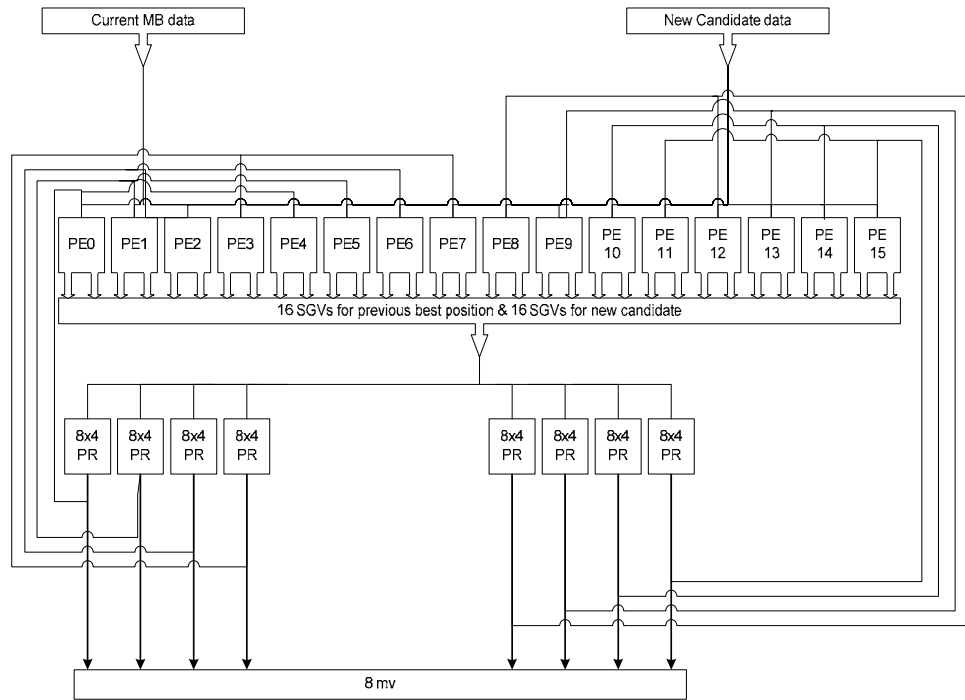 Current MB data
New Candidate data
PE0
PE1
PE2
PE3
PE4
PE5
PE6
PE7
PE8
PE9
PE
10
PE
11
PE
12
PE
13
PE
14
PE
15
16 SGVs for previous best position & 16 SGVs for new candidate
8x4
PR
8x4
PR
8x4
PR
8x4
PR
8x4
PR
8x4
PR
8x4
PR
8x4
PR
8 mv